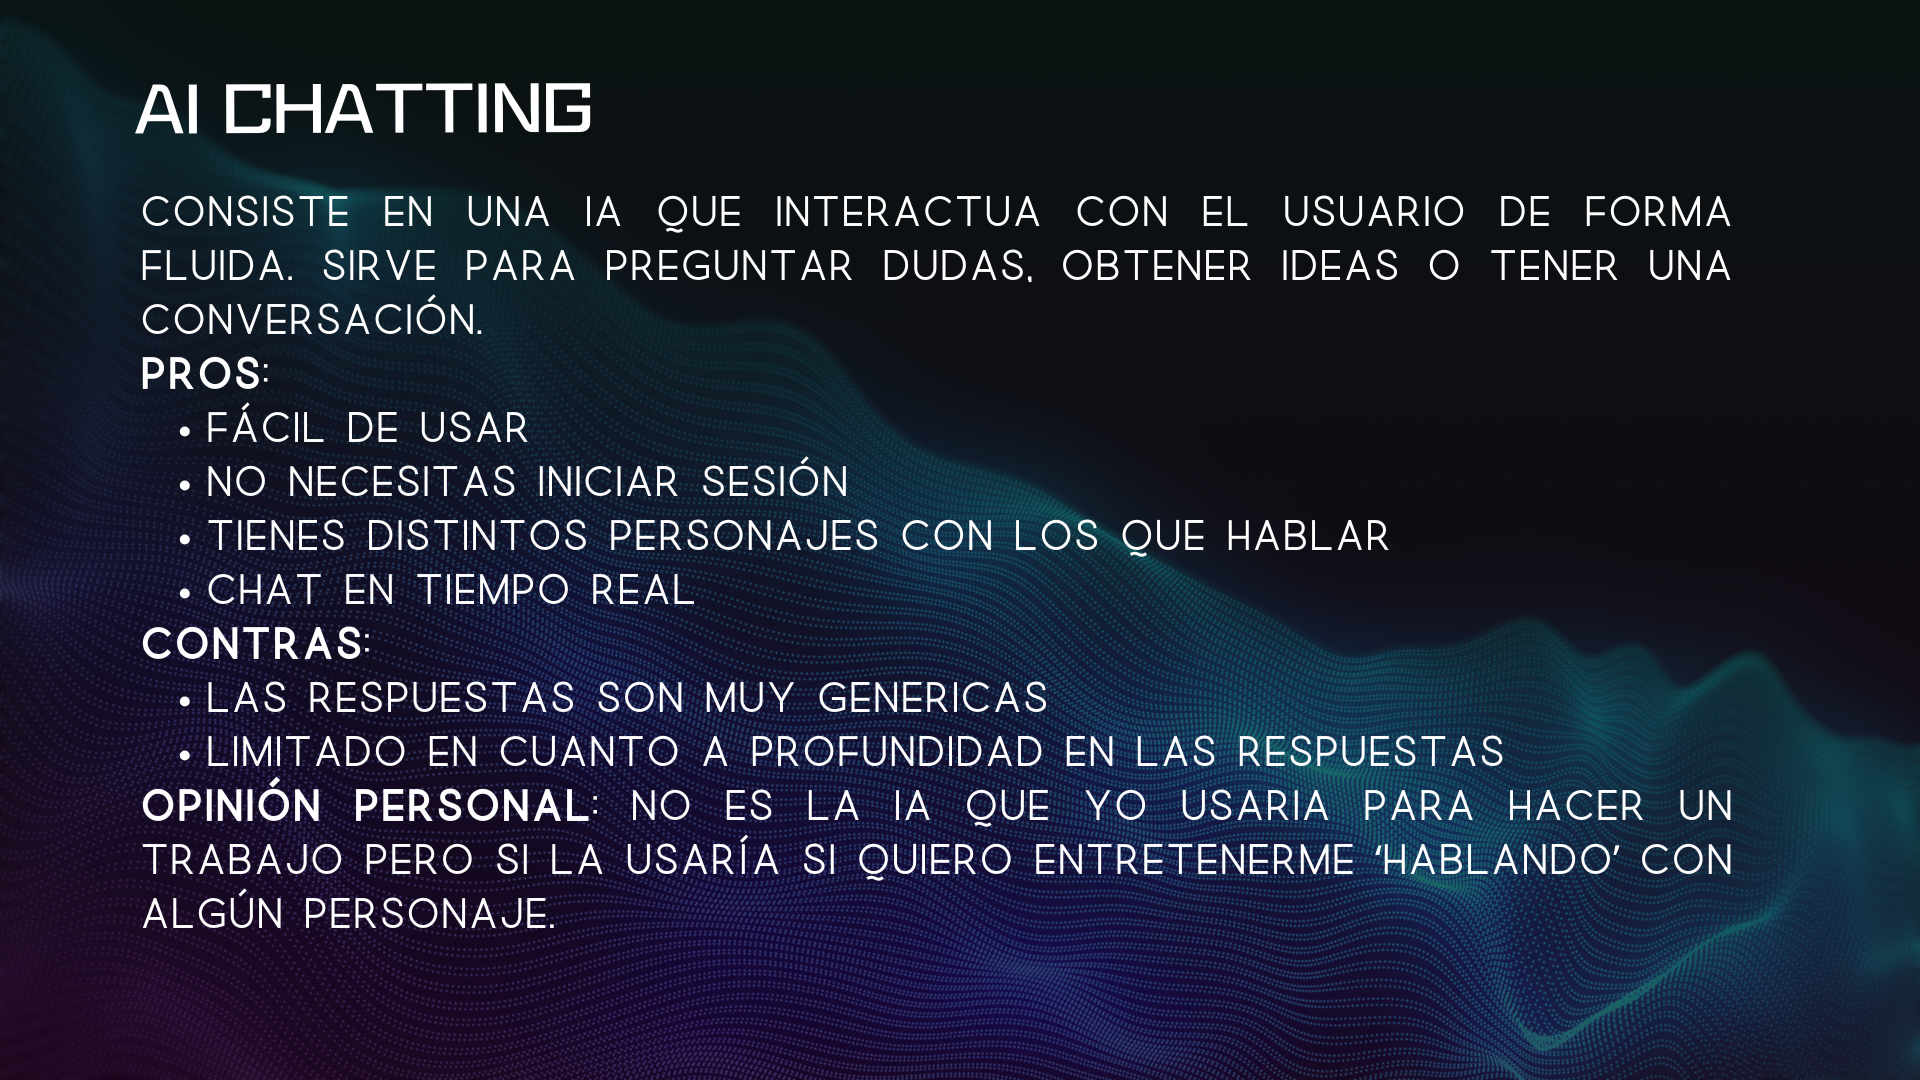 AI CHATTING
CONSISTE EN UNA IA QUE INTERACTUA CON EL USUARIO DE FORMA
FLUIDA. SIRVE PARA PREGUNTAR DUDAS, OBTENER IDEAS O TENER UNA
CONVERSACIÓN.
PROS:
• FÁCIL DE USAR
• NO NECESITAS INICIAR SESIÓN
• TIENES DISTINTOS PERSONAJES CON LOS QUE HABLAR
• CHAT EN TIEMPO REAL
CONTRAS:
• LAS RESPUESTAS SON MUY GENERICAS
• LIMITADO EN CUANTO A PROFUNDIDAD EN LAS RESPUESTAS
OPINIÓN PERSONAL: NO ES LA IA QUE YO USARIA PARA HACER UN
TRABAJO PERO SI LA USARÍA SI QUIERO ENTRETENERME ‘HABLANDO’ CON
ALGÚN PERSONAJE.